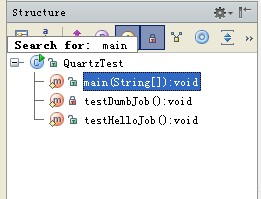 Structure
Search for: main
QuartzTest
main(String[]):void
testDumbJob():void
testHelloJob():void